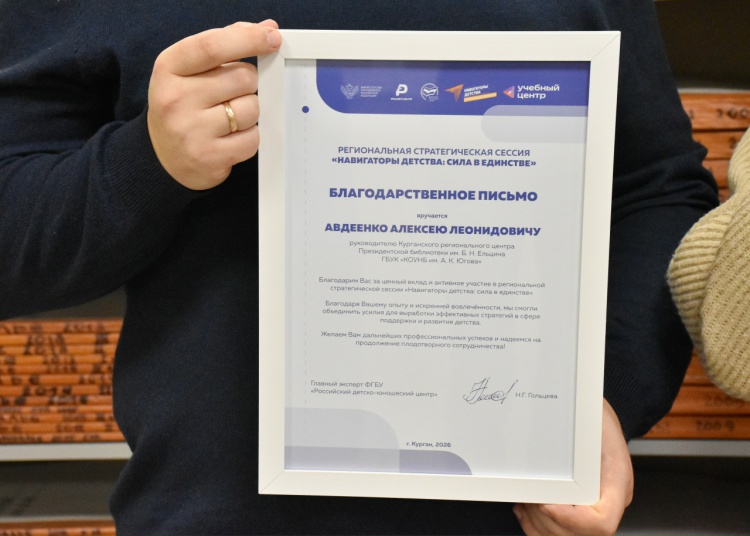 НАВИГАТОРЫ
ДЕТСТВА
УЧЕБНЫЙ
ЦЕНТР
РЕГИОНАЛЬНАЯ СТРАТЕГИЧЕСКАЯ СЕССИЯ
«НАВИГАТОРЫ ДЕТСТВА: СИЛА В ЕДИНСТВЕ»
БЛАГОДАРСТВЕННОЕ ПИСЬМО
вручается
АВДЕЕНКО АЛЕКСЕЮ ЛЕОНИДОВИЧУ
руководителю Курганского регионального центра
Президентской библиотеки им. Б. Н. Ельцина
ГБУК «КОУНБ им. А. К. Югова»
Благодарим Вас за ценный вклад и активное участие в региональной
стратегической сессии «Навигаторы детства: сила в единстве»
Благодаря Вашему опыту и искренней вовлечённости, мы смогли
объединить усилия для выработки эффективных стратегий в сфере
поддержки и развития детства.
Желаем Вам дальнейших профессиональных успехов и надеемся на
продолжение плодотворного сотрудничества!
Главный эксперт ФГБУ
«Российский детско-юношеский центр»
Н.Г. Гольцева
г. Курган, 2026